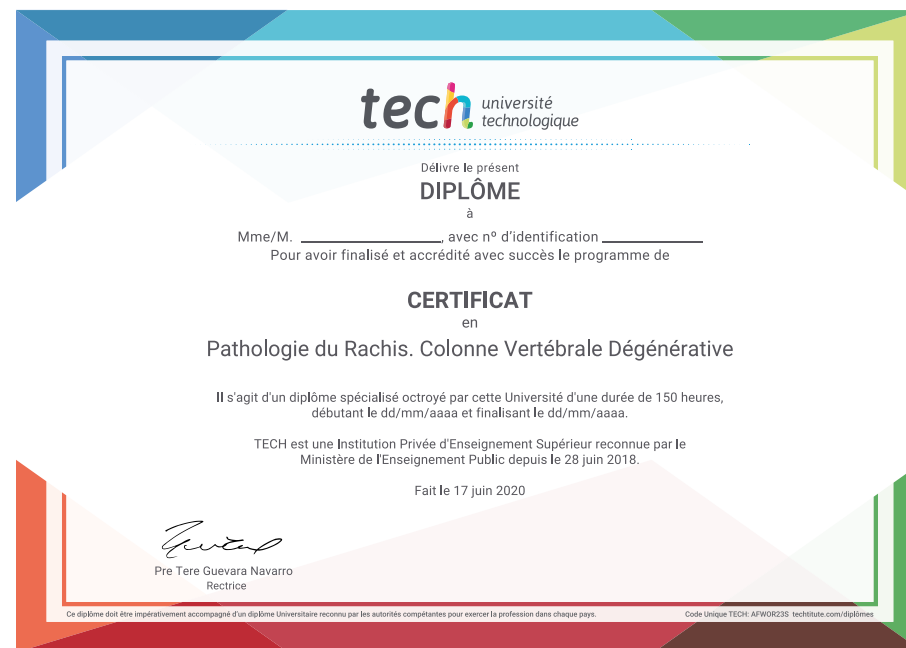 tech université
technologique
Délivre le présent
DIPLÔME
à
Mme/M. ____________________, avec nº d'identification ______________
Pour avoir finalisé et accrédité avec succès le programme de
CERTIFICAT
en
Pathologie du Rachis. Colonne Vertébrale Dégénérative
Il s'agit d'un diplôme spécialisé octroyé par cette Université d'une durée de 150 heures,
débutant le dd/mm/aaaa et finalisant le dd/mm/aaaa.
TECH est une Institution Privée d'Enseignement Supérieur reconnue par le
Ministère de l'Enseignement Public depuis le 28 juin 2018.
Fait le 17 juin 2020
Pre Tere Guevara Navarro
Rectrice
Ce diplôme doit être impérativement accompagné d'un diplôme Universitaire reconnu par les autorités compétantes pour exercer la profession dans chaque pays.
Code Unique TECH: AFWOR23S techtitute.com/diplômes